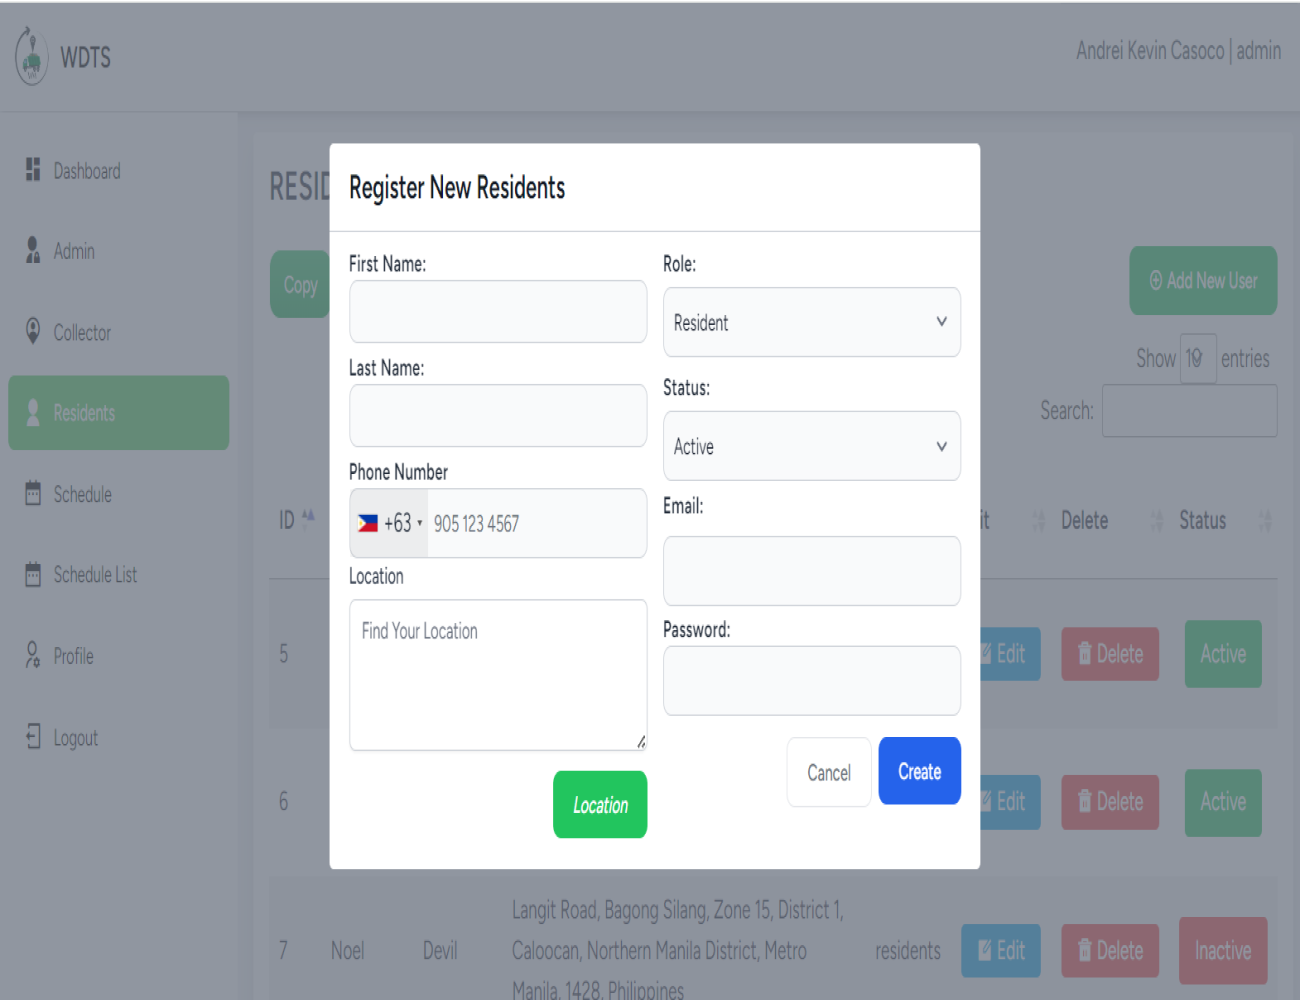 WDTS
Andrei Kevin Casoco | admin
Dashboard
Admin
Collector
Residents
Schedule
Schedule List
Profile
Logout
RESID
Copy
Add New User
Show 10 entries
Search:
ID
it Delete Status
5
Edit Delete Active
6
Edit Delete Active
7 Noel Devil
Langit Road, Bagong Silang, Zone 15, District 1,
Caloocan, Northern Manila District, Metro
Manila, 1428, Philippines
residents Edit Delete Inactive
Register New Residents
First Name:
Last Name:
Phone Number
+63 905 123 4567
Location
Find Your Location
Location
Role:
Resident
Status:
Active
Email:
Password:
Cancel Create